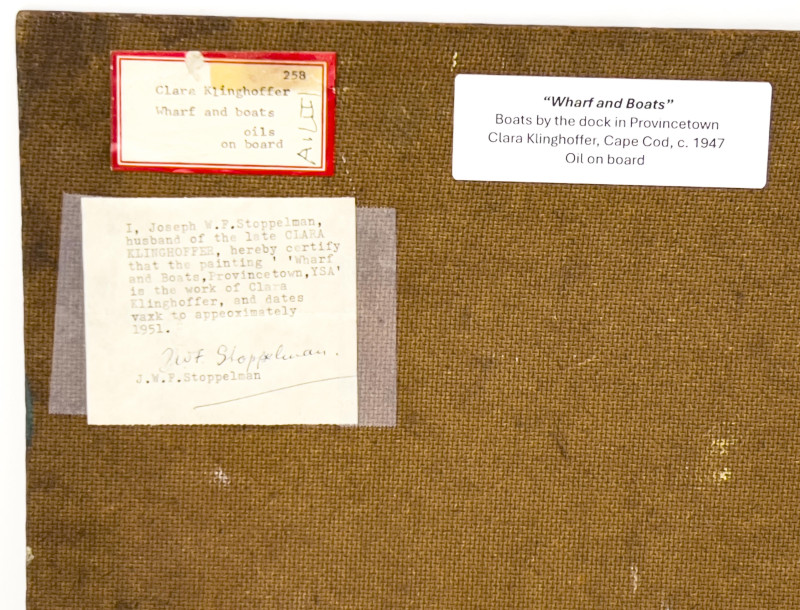 258
Clara Klinghoffer
Wharf and boats
oils
on board
"Wharf and Boats"
Boats by the dock in Provincetown
Clara Klinghoffer, Cape Cod, c. 1947
Oil on board
I, Joseph W.F.Stoppelman,
husband of the late CLARA
KLINGHOFFER, hereby certify
that the painting ' 'Wharf
and Boats,Provincetown,YSA'
is the work of Clara
Klinghoffer, and dates
vaxk to appeoximately
1951.
JWF Stoppelman.
J.W.F.Stoppelman